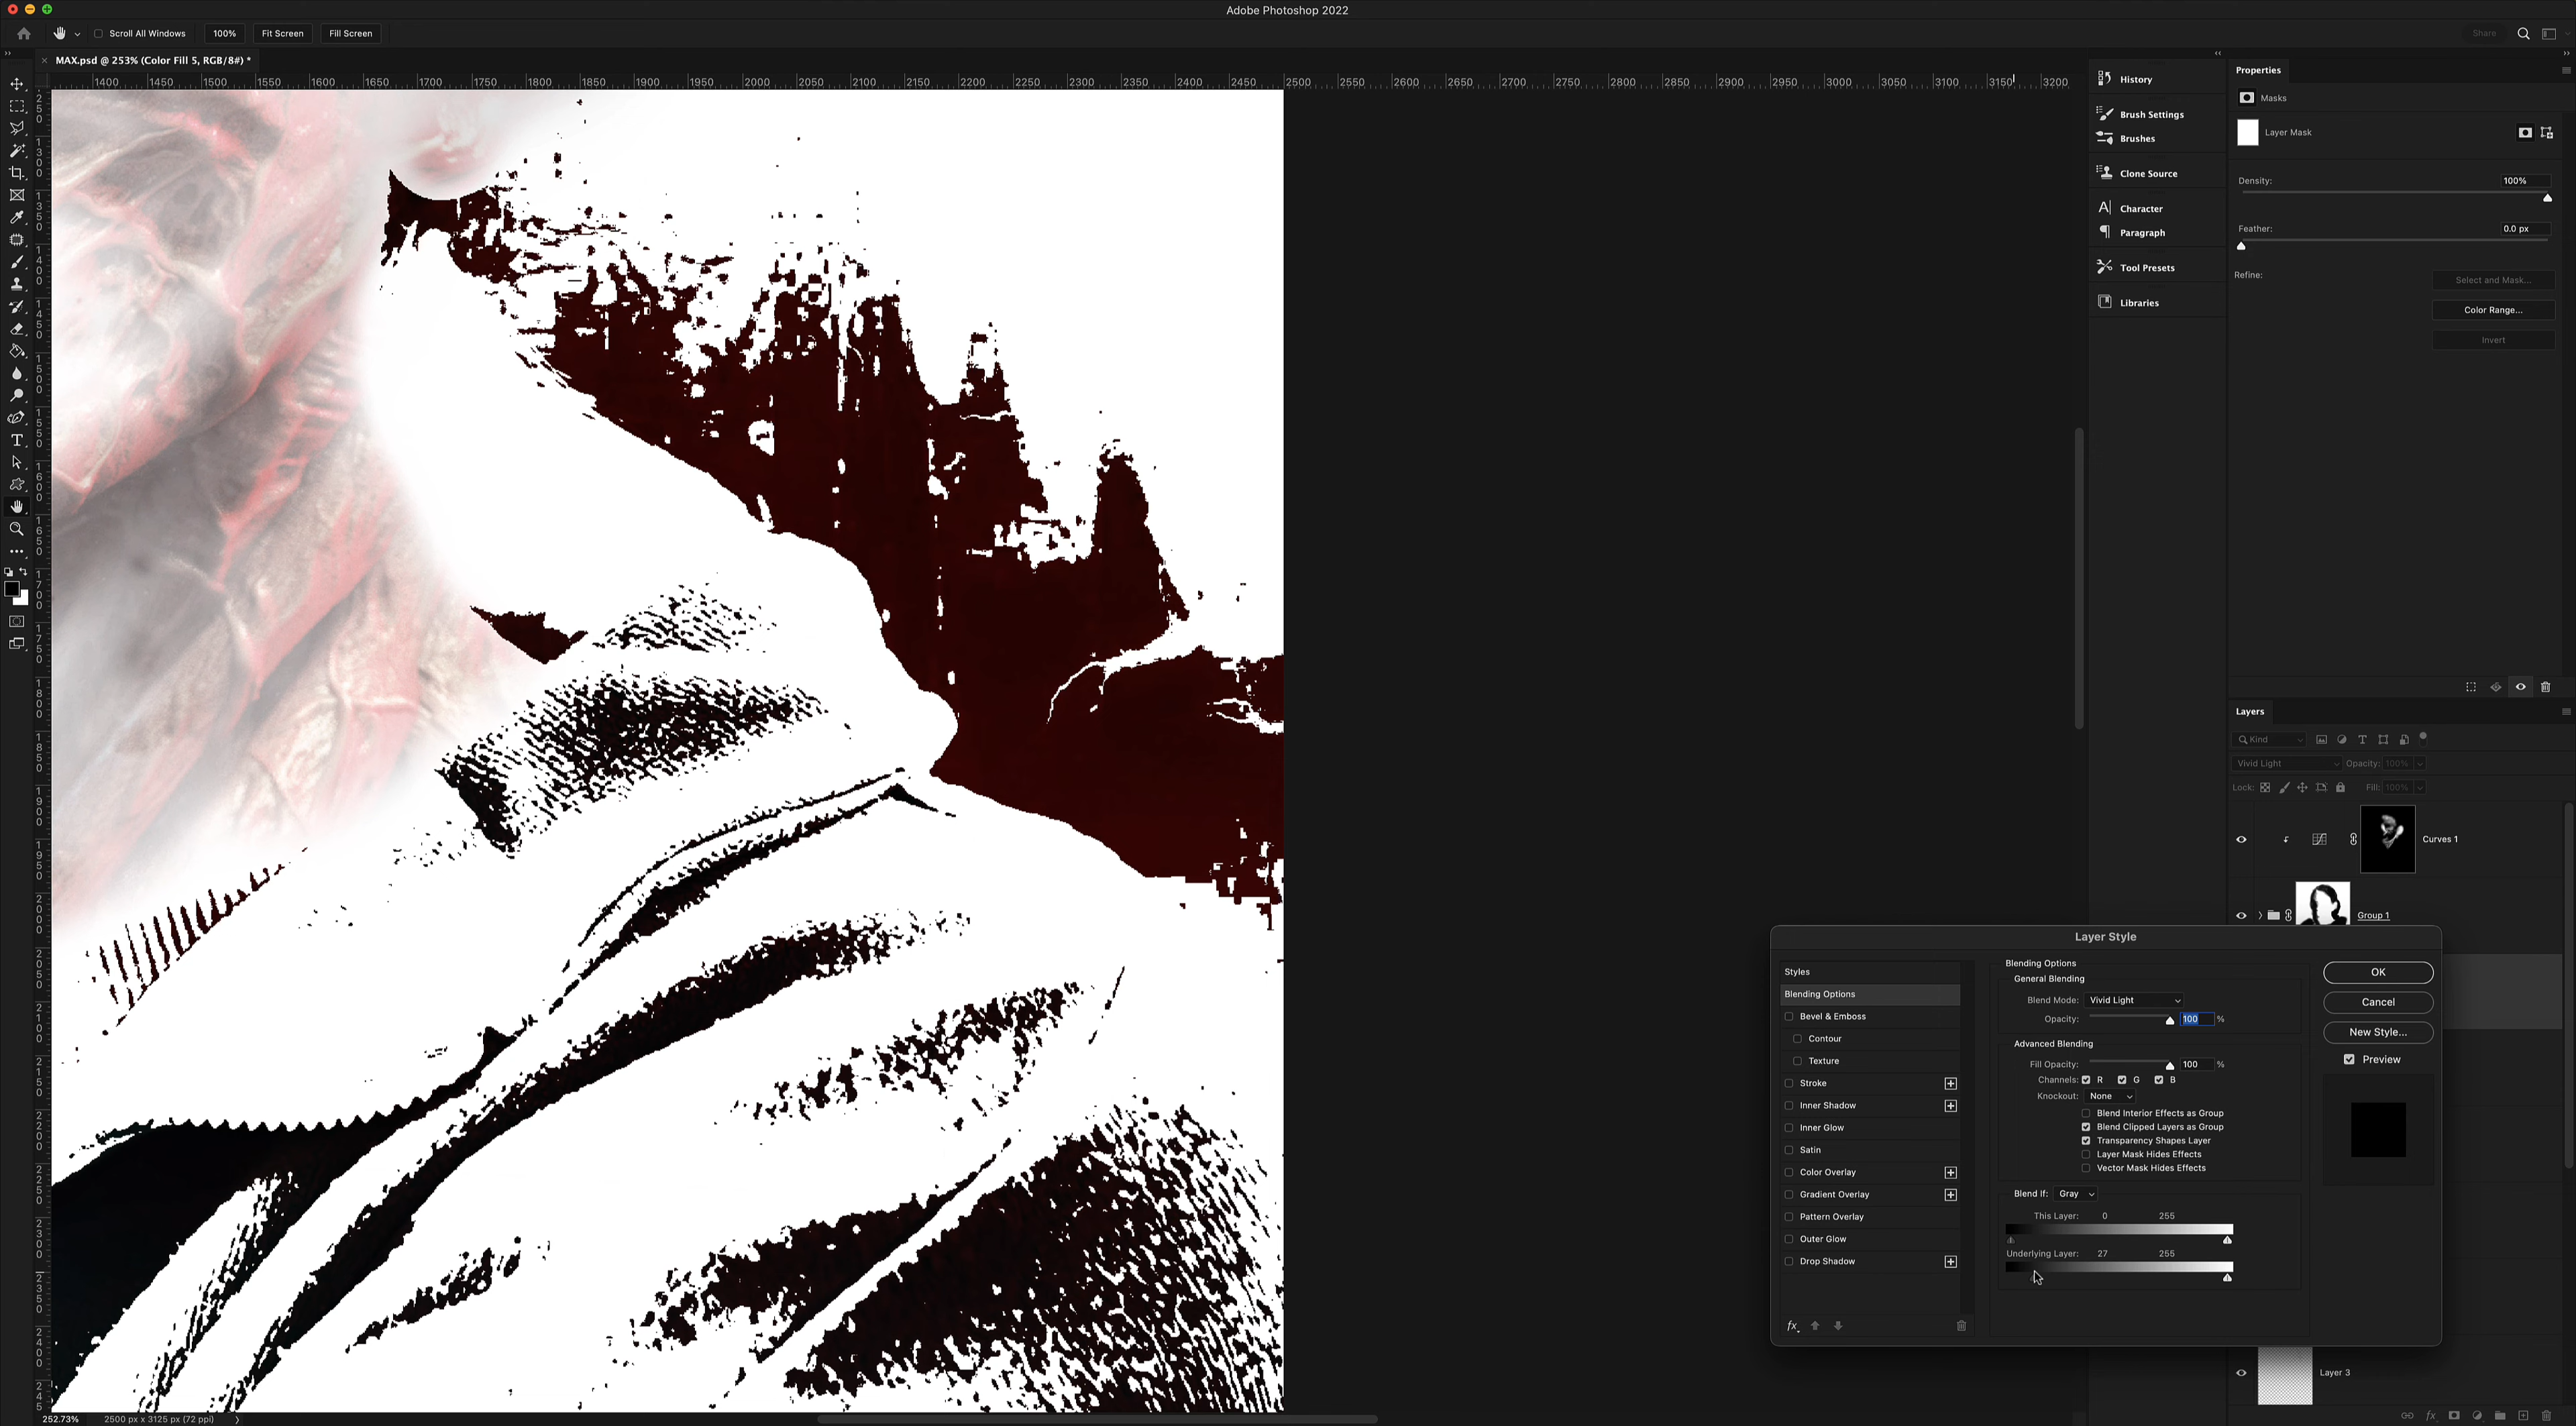 Adobe Photoshop 2022
Scroll All Windows 100% Fit Screen Fill Screen Share
MAX.psd @ 253% (Color Fill 5, RGB/8#) *
1400 1450 1500 1550 1600 1650 1700 1750 1800 1850 1900 1950 2000 2050 2100 2150 2200 2250 2300 2350 2400 2450 2500 2550 2600 2650 2700 2750 2800 2850 2900 2950 3000 3050 3100 3150 3200
History
Brush Settings
Brushes
Clone Source
Character
Paragraph
Tool Presets
Libraries
Properties
Masks
Layer Mask
Density: 100%
Feather: 0.0 px
Refine: Select and Mask...
Color Range...
Invert
Layers
Kind
Vivid Light Opacity: 100%
Lock: Fill: 100%
Curves 1
Group 1
Layer Style
Styles
Blending Options
Bevel & Emboss
Contour
Texture
Stroke
Inner Shadow
Inner Glow
Satin
Color Overlay
Gradient Overlay
Pattern Overlay
Outer Glow
Drop Shadow
fx
Blending Options
General Blending
Blend Mode: Vivid Light
Opacity: 100 %
Advanced Blending
Fill Opacity: 100 %
Channels: R G B
Knockout: None
Blend Interior Effects as Group
Blend Clipped Layers as Group
Transparency Shapes Layer
Layer Mask Hides Effects
Vector Mask Hides Effects
Blend If: Gray
This Layer: 0 255
Underlying Layer: 27 255
OK
Cancel
New Style...
Preview
Layer 3
fx
252.73% 2500 px x 3125 px (72 ppi)